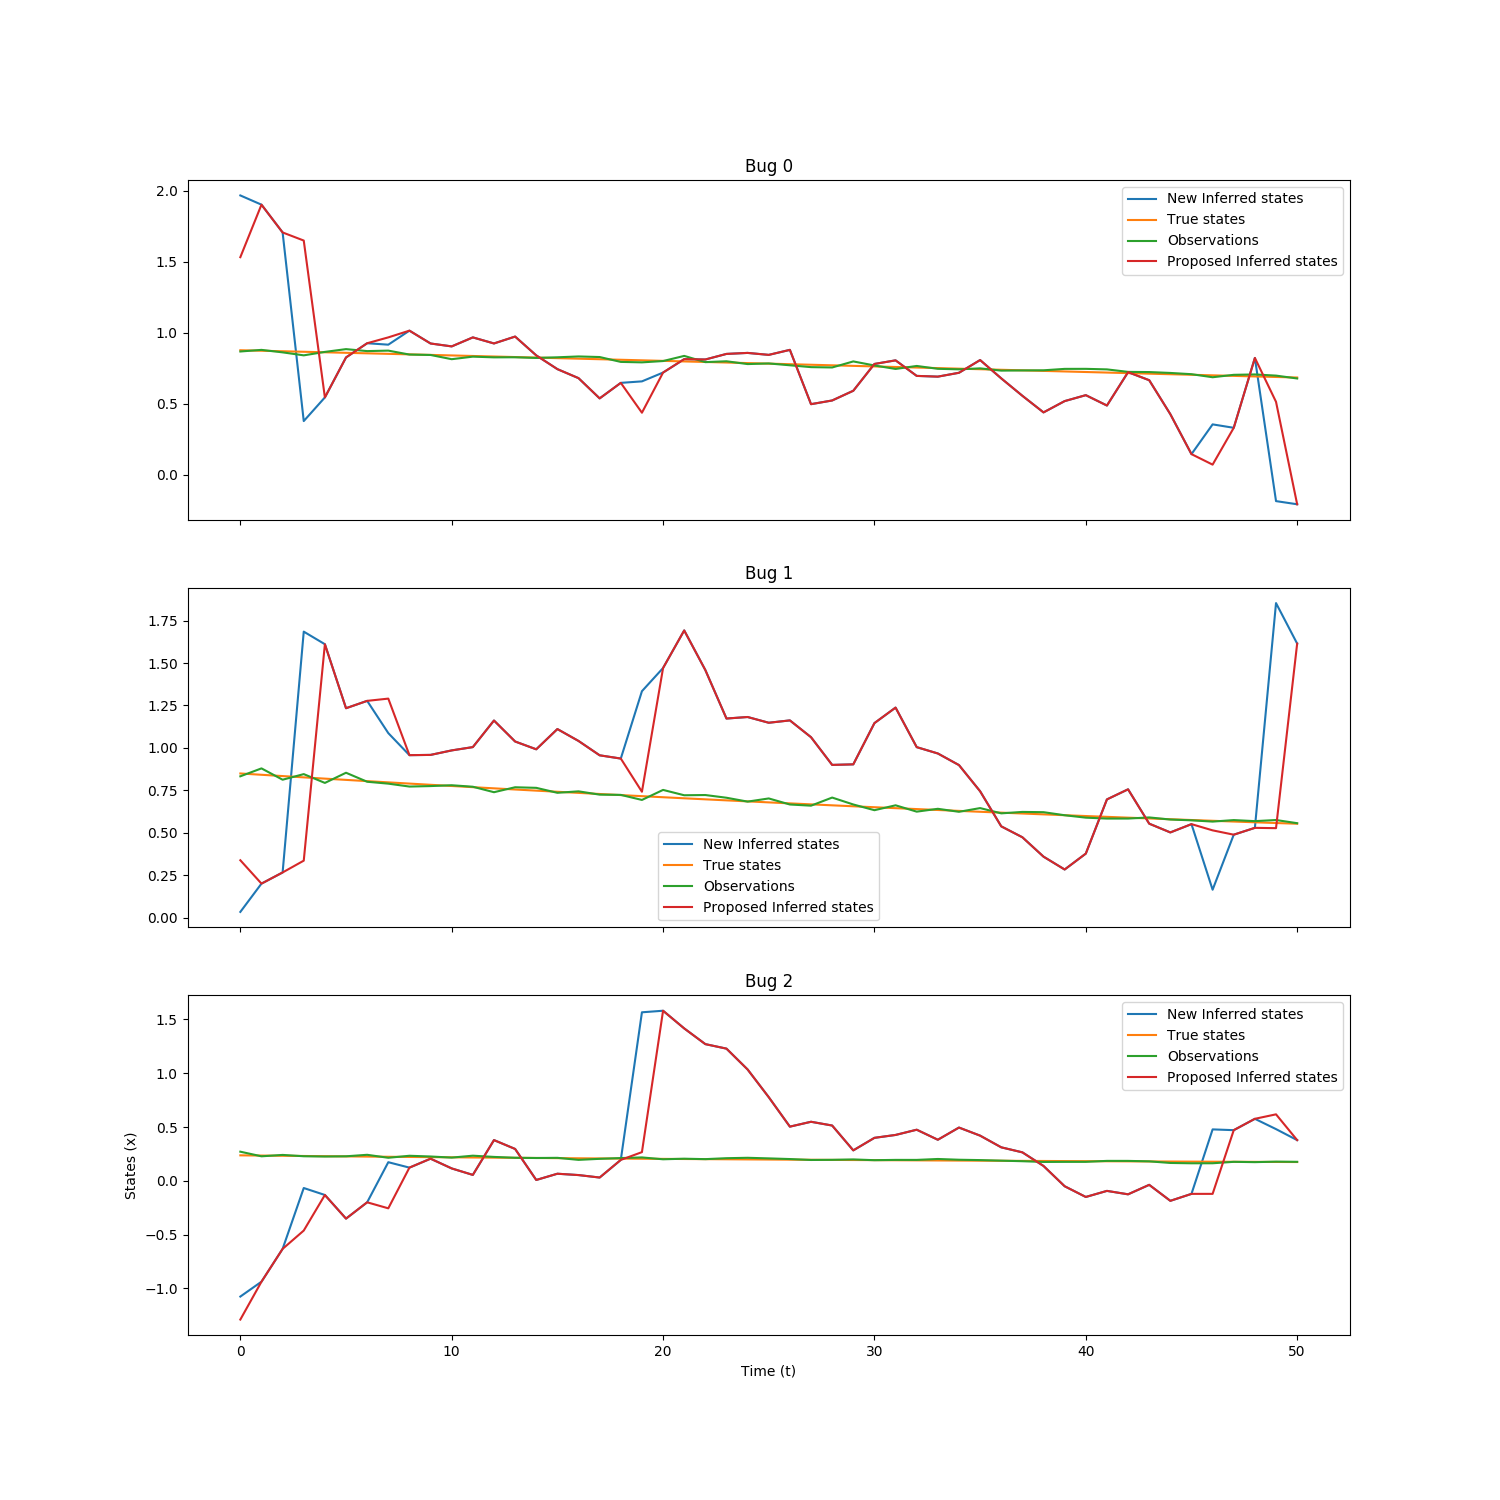 Bug 0
2.0
1.5
1.0
0.5
0.0
New Inferred states
True states
Observations
Proposed Inferred states
Bug 1
1.75
1.50
1.25
1.00
0.75
0.50
0.25
0.00
New Inferred states
True states
Observations
Proposed Inferred states
Bug 2
1.5
1.0
0.5
0.0
−0.5
−1.0
States (x)
New Inferred states
True states
Observations
Proposed Inferred states
0 10 20 30 40 50
Time (t)